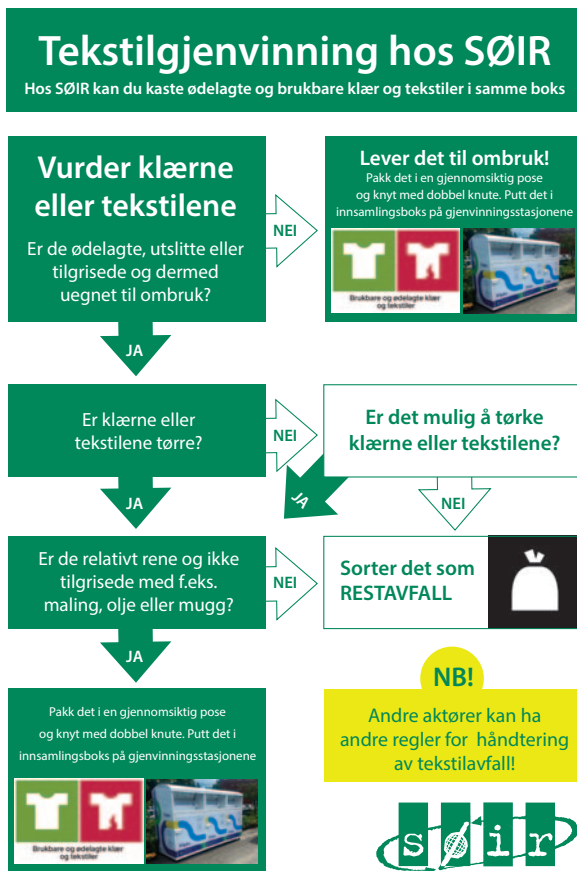 Tekstilgjenvinning hos SØIR
Hos SØIR kan du kaste ødelagte og brukbare klær og tekstiler i samme boks
Vurder klærne
eller tekstilene
Er de ødelagte, utslitte eller
tilgrisede og dermed
uegnet til ombruk?
NEI
Lever det til ombruk!
Pakk det i en gjennomsiktig pose
og knyt med dobbel knute. Putt det i
innsamlingsboks på gjenvinningsstasjonene
Brukbare og ødelagte klær
og tekstiler
JA
Er klærne eller
tekstilene tørre?
NEI
Er det mulig å tørke
klærne eller tekstilene?
JA
JA
NEI
Er de relativt rene og ikke
tilgrisede med f.eks.
maling, olje eller mugg?
NEI
Sorter det som
RESTAVFALL
JA
Pakk det i en gjennomsiktig pose
og knyt med dobbel knute. Putt det i
innsamlingsboks på gjenvinningsstasjonene
Brukbare og ødelagte klær
og tekstiler
NB!
Andre aktører kan ha
andre regler for håndtering
av tekstilavfall!
søir